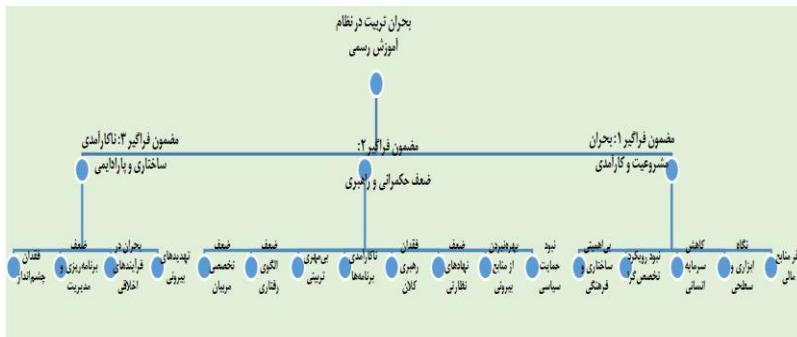 بحران تربیت در نظام
آموزش رسمی
مضمون فراگیر ۱: بحران
مشروعیت و کارآمدی
مضمون فراگیر ۲:
ضعف حکمرانی و راهبری
مضمون فراگیر ۳: ناکارآمدی
ساختاری و پارادایمی
فقر منابع
مالی
نگاه
ابزاری و
سطحی
کاهش
سرمایه
انسانی
نبود رویکرد
تخصص‌گرا
بی‌اهمیتی
ساختاری و
فرهنگی
نبود
حمایت
سیاسی
بهره‌نبردن
از منابع
بیرونی
ضعف
نهادهای
نظارتی
فقدان
رهبری
کلان
ناکارآمدی
برنامه‌ها
بی‌مهری
تربیتی
ضعف
الگوی
رفتاری
ضعف
تخصصی
مربیان
تهدیدهای
بیرونی
بحران در
فرآیندهای
اخلاقی
ضعف
برنامه‌ریزی و
مدیریت
فقدان
چشم‌انداز